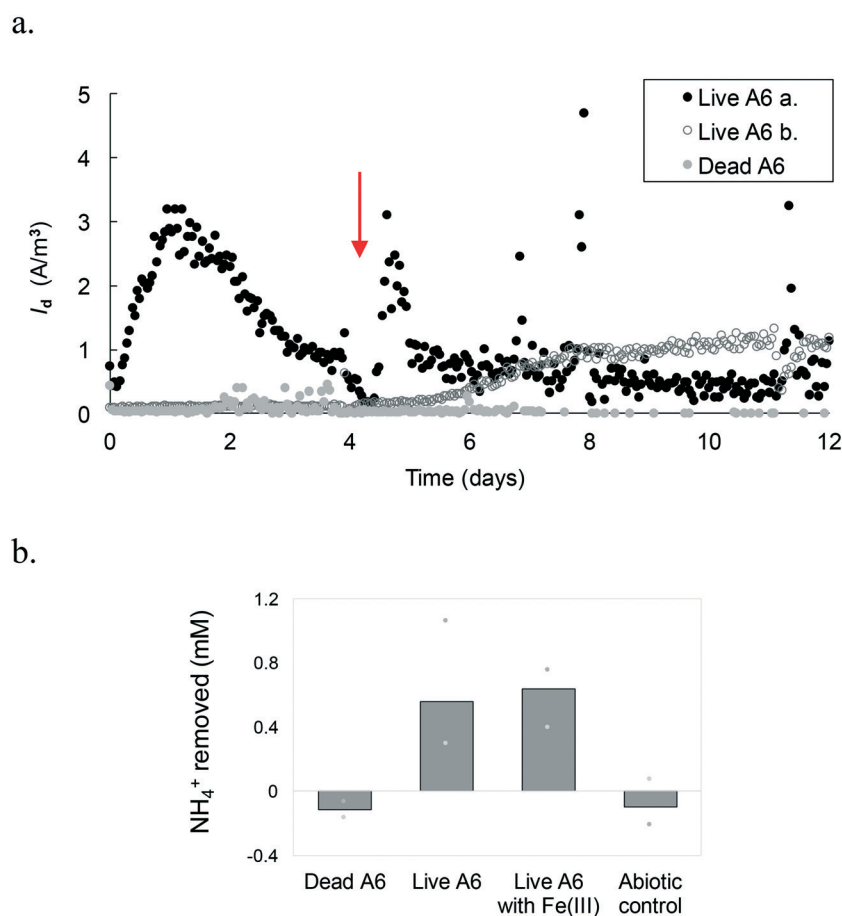 a.
5
4
3
2
1
0
I_d (A/m³)
Live A6 a.
Live A6 b.
Dead A6
0 2 4 6 8 10 12
Time (days)
b.
1.2
0.8
0.4
0
-0.4
NH₄⁺ removed (mM)
Dead A6 Live A6 Live A6 Abiotic
with Fe(III) control